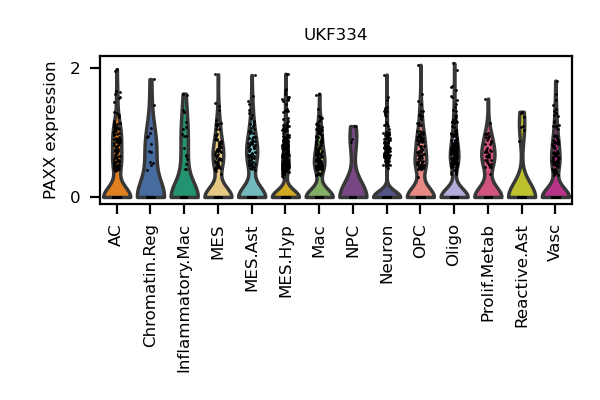 UKF334
PAXX expression
2
0
AC
Chromatin.Reg
Inflammatory.Mac
MES
MES.Ast
MES.Hyp
Mac
NPC
Neuron
OPC
Oligo
Prolif.Metab
Reactive.Ast
Vasc